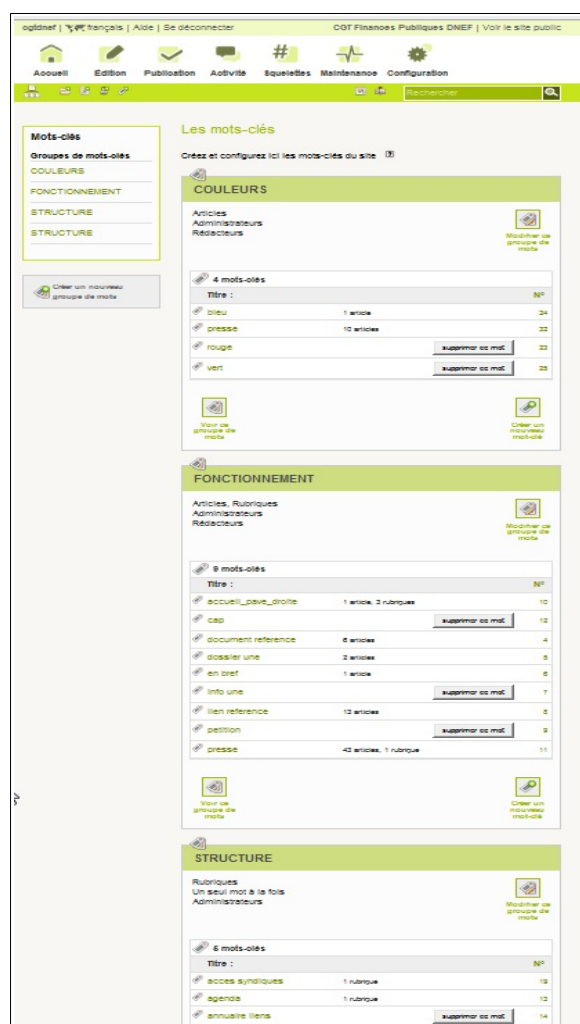 cgtdnef | français | Aide | Se déconnecter CGT Finances Publiques DNEF | Voir le site public
Accueil Édition Publication Activité Squelettes Maintenance Configuration
Rechercher
Mots-clés
Groupes de mots-clés
COULEURS
FONCTIONNEMENT
STRUCTURE
STRUCTURE
Créer un nouveau
groupe de mots
Les mots-clés
Créez et configurez ici les mots-clés du site
COULEURS
Articles
Administrateurs
Rédacteurs
Modifier ce
groupe de
mots
4 mots-clés
Titre : N°
bleu 1 article 24
presse 10 articles 22
rouge supprimer ce mot 23
vert supprimer ce mot 25
Voir ce
groupe de
mots
Créer un
nouveau
mot-clé
FONCTIONNEMENT
Articles, Rubriques
Administrateurs
Rédacteurs
Modifier ce
groupe de
mots
9 mots-clés
Titre : N°
accueil_pave_droite 1 article, 2 rubriques 10
cap supprimer ce mot 12
document reference 6 articles 4
dossier une 2 articles 5
en bref 1 article 6
info une supprimer ce mot 7
lien reference 13 articles 8
petition supprimer ce mot 9
presse 42 articles, 1 rubrique 11
Voir ce
groupe de
mots
Créer un
nouveau
mot-clé
STRUCTURE
Rubriques
Un seul mot à la fois
Administrateurs
Modifier ce
groupe de
mots
5 mots-clés
Titre : N°
acces syndiques 1 rubrique 19
agenda 1 rubrique 13
annuaire liens supprimer ce mot 14